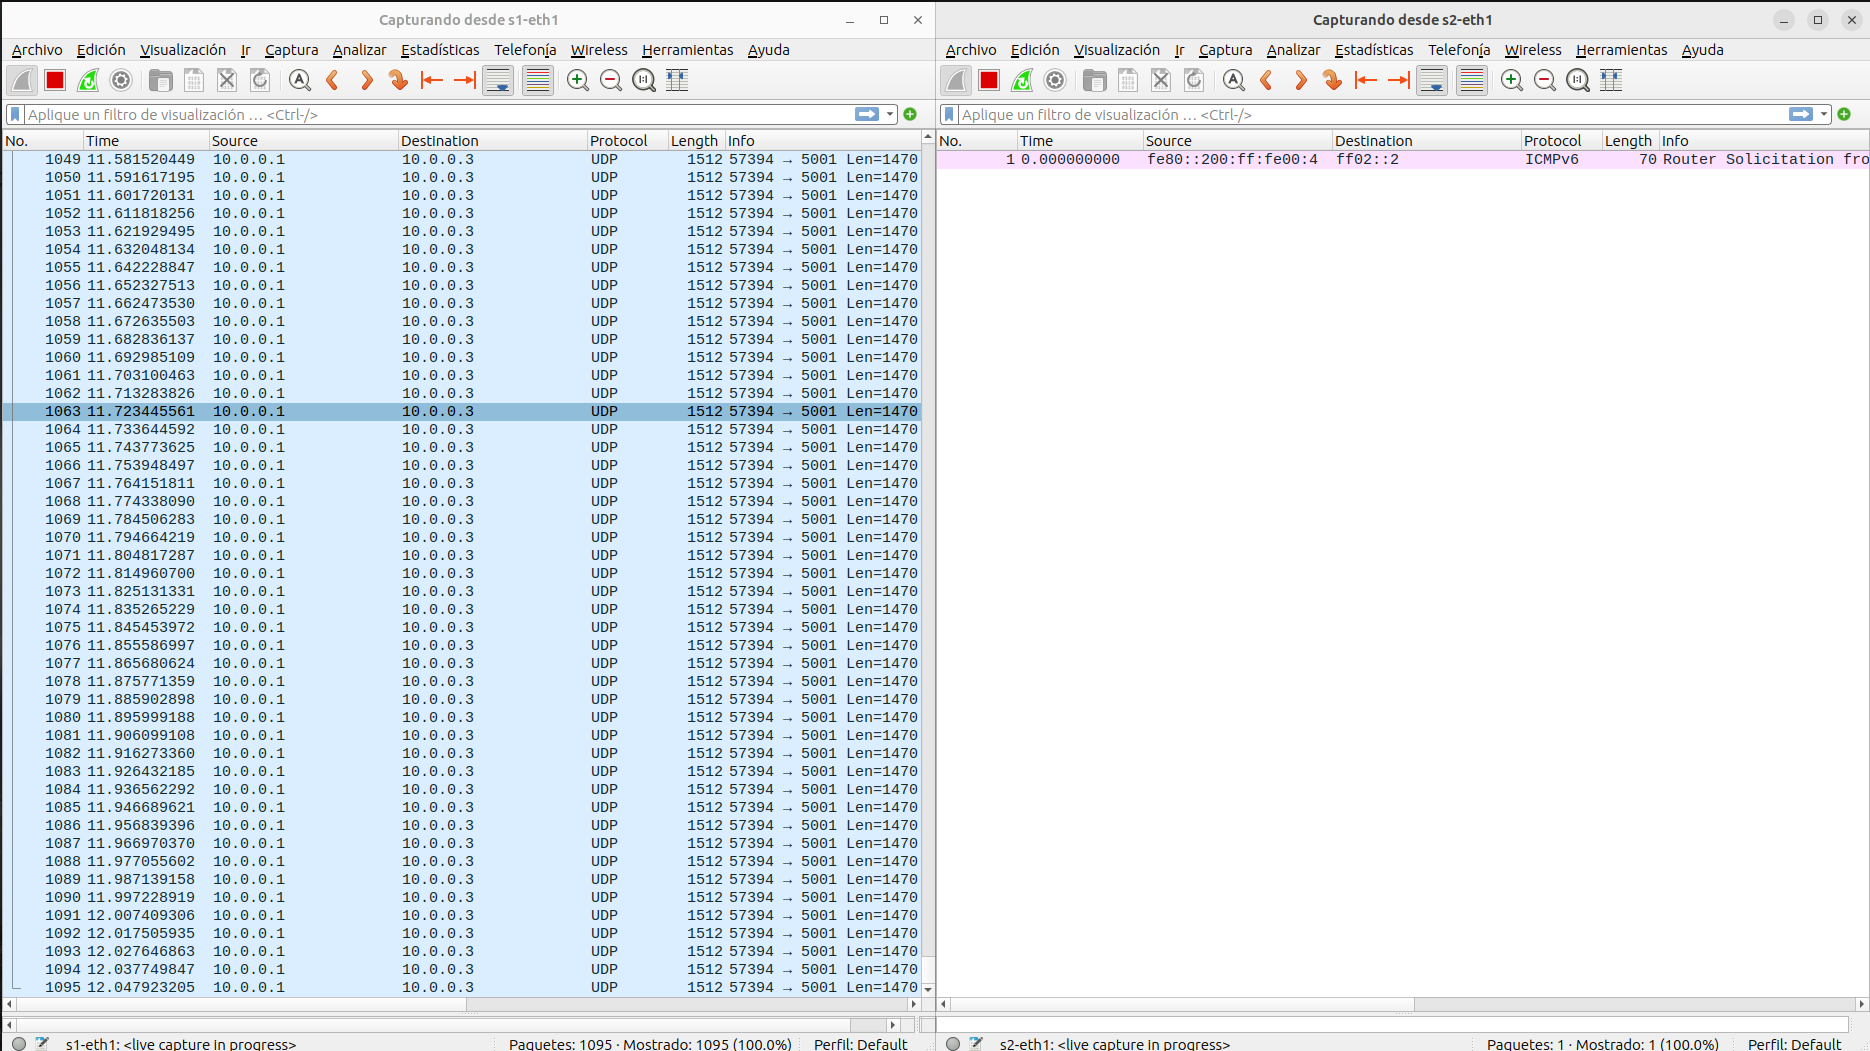 Capturando desde s1-eth1
Archivo Edición Visualización Ir Captura Analizar Estadísticas Telefonía Wireless Herramientas Ayuda
Aplique un filtro de visualización … <Ctrl-/>
No. Time Source Destination Protocol Length Info
1049 11.581520449 10.0.0.1 10.0.0.3 UDP 1512 57394 → 5001 Len=1470
1050 11.591617195 10.0.0.1 10.0.0.3 UDP 1512 57394 → 5001 Len=1470
1051 11.601720131 10.0.0.1 10.0.0.3 UDP 1512 57394 → 5001 Len=1470
1052 11.611818256 10.0.0.1 10.0.0.3 UDP 1512 57394 → 5001 Len=1470
1053 11.621929495 10.0.0.1 10.0.0.3 UDP 1512 57394 → 5001 Len=1470
1054 11.632048134 10.0.0.1 10.0.0.3 UDP 1512 57394 → 5001 Len=1470
1055 11.642228847 10.0.0.1 10.0.0.3 UDP 1512 57394 → 5001 Len=1470
1056 11.652327513 10.0.0.1 10.0.0.3 UDP 1512 57394 → 5001 Len=1470
1057 11.662473530 10.0.0.1 10.0.0.3 UDP 1512 57394 → 5001 Len=1470
1058 11.672635503 10.0.0.1 10.0.0.3 UDP 1512 57394 → 5001 Len=1470
1059 11.682836137 10.0.0.1 10.0.0.3 UDP 1512 57394 → 5001 Len=1470
1060 11.692985109 10.0.0.1 10.0.0.3 UDP 1512 57394 → 5001 Len=1470
1061 11.703100463 10.0.0.1 10.0.0.3 UDP 1512 57394 → 5001 Len=1470
1062 11.713283826 10.0.0.1 10.0.0.3 UDP 1512 57394 → 5001 Len=1470
1063 11.723445561 10.0.0.1 10.0.0.3 UDP 1512 57394 → 5001 Len=1470
1064 11.733644592 10.0.0.1 10.0.0.3 UDP 1512 57394 → 5001 Len=1470
1065 11.743773625 10.0.0.1 10.0.0.3 UDP 1512 57394 → 5001 Len=1470
1066 11.753948497 10.0.0.1 10.0.0.3 UDP 1512 57394 → 5001 Len=1470
1067 11.764151811 10.0.0.1 10.0.0.3 UDP 1512 57394 → 5001 Len=1470
1068 11.774338090 10.0.0.1 10.0.0.3 UDP 1512 57394 → 5001 Len=1470
1069 11.784506283 10.0.0.1 10.0.0.3 UDP 1512 57394 → 5001 Len=1470
1070 11.794664219 10.0.0.1 10.0.0.3 UDP 1512 57394 → 5001 Len=1470
1071 11.804817287 10.0.0.1 10.0.0.3 UDP 1512 57394 → 5001 Len=1470
1072 11.814960700 10.0.0.1 10.0.0.3 UDP 1512 57394 → 5001 Len=1470
1073 11.825131331 10.0.0.1 10.0.0.3 UDP 1512 57394 → 5001 Len=1470
1074 11.835265229 10.0.0.1 10.0.0.3 UDP 1512 57394 → 5001 Len=1470
1075 11.845453972 10.0.0.1 10.0.0.3 UDP 1512 57394 → 5001 Len=1470
1076 11.855586997 10.0.0.1 10.0.0.3 UDP 1512 57394 → 5001 Len=1470
1077 11.865680624 10.0.0.1 10.0.0.3 UDP 1512 57394 → 5001 Len=1470
1078 11.875771359 10.0.0.1 10.0.0.3 UDP 1512 57394 → 5001 Len=1470
1079 11.885902898 10.0.0.1 10.0.0.3 UDP 1512 57394 → 5001 Len=1470
1080 11.895999188 10.0.0.1 10.0.0.3 UDP 1512 57394 → 5001 Len=1470
1081 11.906099108 10.0.0.1 10.0.0.3 UDP 1512 57394 → 5001 Len=1470
1082 11.916273360 10.0.0.1 10.0.0.3 UDP 1512 57394 → 5001 Len=1470
1083 11.926432185 10.0.0.1 10.0.0.3 UDP 1512 57394 → 5001 Len=1470
1084 11.936562292 10.0.0.1 10.0.0.3 UDP 1512 57394 → 5001 Len=1470
1085 11.946689621 10.0.0.1 10.0.0.3 UDP 1512 57394 → 5001 Len=1470
1086 11.956839396 10.0.0.1 10.0.0.3 UDP 1512 57394 → 5001 Len=1470
1087 11.966970370 10.0.0.1 10.0.0.3 UDP 1512 57394 → 5001 Len=1470
1088 11.977055602 10.0.0.1 10.0.0.3 UDP 1512 57394 → 5001 Len=1470
1089 11.987139158 10.0.0.1 10.0.0.3 UDP 1512 57394 → 5001 Len=1470
1090 11.997228919 10.0.0.1 10.0.0.3 UDP 1512 57394 → 5001 Len=1470
1091 12.007409306 10.0.0.1 10.0.0.3 UDP 1512 57394 → 5001 Len=1470
1092 12.017505935 10.0.0.1 10.0.0.3 UDP 1512 57394 → 5001 Len=1470
1093 12.027646863 10.0.0.1 10.0.0.3 UDP 1512 57394 → 5001 Len=1470
1094 12.037749847 10.0.0.1 10.0.0.3 UDP 1512 57394 → 5001 Len=1470
1095 12.047923205 10.0.0.1 10.0.0.3 UDP 1512 57394 → 5001 Len=1470
s1-eth1: <live capture in progress> Paquetes: 1095 · Mostrado: 1095 (100.0%) Perfil: Default
Capturando desde s2-eth1
Archivo Edición Visualización Ir Captura Analizar Estadísticas Telefonía Wireless Herramientas Ayuda
Aplique un filtro de visualización … <Ctrl-/>
No. Time Source Destination Protocol Length Info
1 0.000000000 fe80::200:ff:fe00:4 ff02::2 ICMPv6 70 Router Solicitation fro
s2-eth1: <live capture in progress> Paquetes: 1 · Mostrado: 1 (100.0%) Perfil: Default